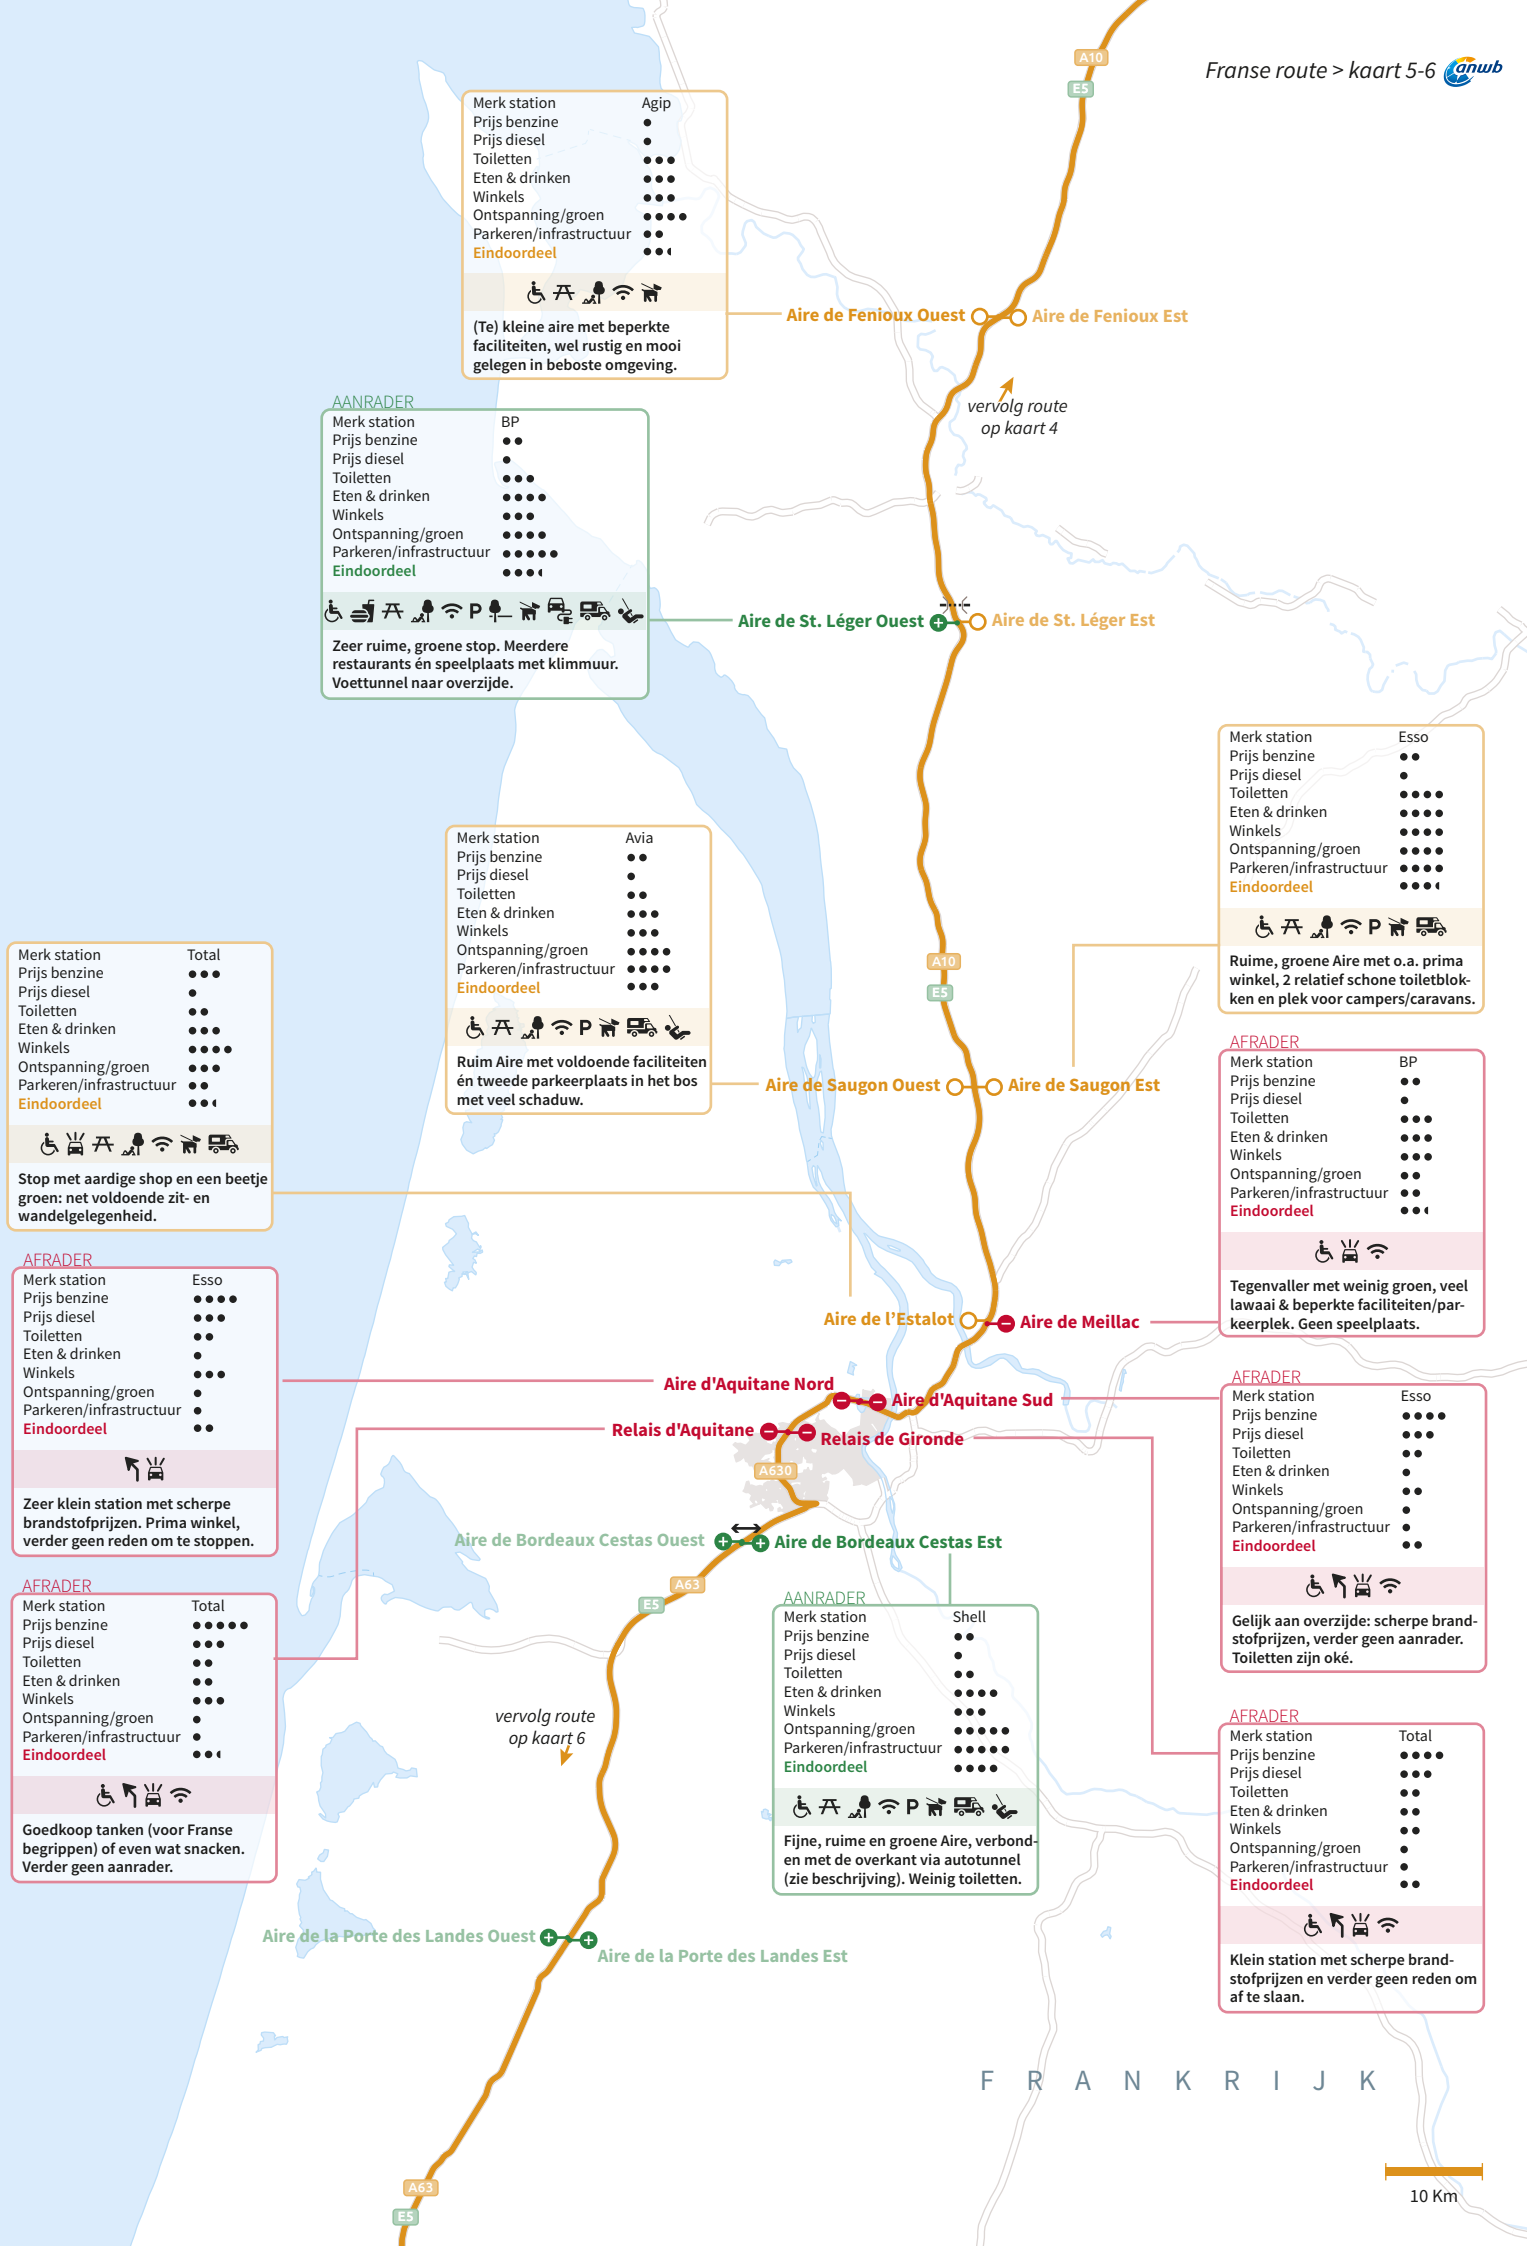 Franse route > kaart 5-6
anwb
A10
E5
Merk station Agip
Prijs benzine
Prijs diesel
Toiletten
Eten & drinken
Winkels
Ontspanning/groen
Parkeren/infrastructuur
Eindoordeel
(Te) kleine aire met beperkte
faciliteiten, wel rustig en mooi
gelegen in beboste omgeving.
Aire de Fenioux Ouest
Aire de Fenioux Est
vervolg route
op kaart 4
AANRADER
Merk station BP
Prijs benzine
Prijs diesel
Toiletten
Eten & drinken
Winkels
Ontspanning/groen
Parkeren/infrastructuur
Eindoordeel
P
Zeer ruime, groene stop. Meerdere
restaurants én speelplaats met klimmuur.
Voettunnel naar overzijde.
Aire de St. Léger Ouest
Aire de St. Léger Est
Merk station Esso
Prijs benzine
Prijs diesel
Toiletten
Eten & drinken
Winkels
Ontspanning/groen
Parkeren/infrastructuur
Eindoordeel
P
Ruime, groene Aire met o.a. prima
winkel, 2 relatief schone toiletblok-
ken en plek voor campers/caravans.
Merk station Avia
Prijs benzine
Prijs diesel
Toiletten
Eten & drinken
Winkels
Ontspanning/groen
Parkeren/infrastructuur
Eindoordeel
P
Ruim Aire met voldoende faciliteiten
én tweede parkeerplaats in het bos
met veel schaduw.
A10
E5
Aire de Saugon Ouest
Aire de Saugon Est
Merk station Total
Prijs benzine
Prijs diesel
Toiletten
Eten & drinken
Winkels
Ontspanning/groen
Parkeren/infrastructuur
Eindoordeel
Stop met aardige shop en een beetje
groen: net voldoende zit- en
wandelgelegenheid.
AFRADER
Merk station BP
Prijs benzine
Prijs diesel
Toiletten
Eten & drinken
Winkels
Ontspanning/groen
Parkeren/infrastructuur
Eindoordeel
Tegenvaller met weinig groen, veel
lawaai & beperkte faciliteiten/par-
keerplek. Geen speelplaats.
Aire de l'Estalot
Aire de Meillac
AFRADER
Merk station Esso
Prijs benzine
Prijs diesel
Toiletten
Eten & drinken
Winkels
Ontspanning/groen
Parkeren/infrastructuur
Eindoordeel
Zeer klein station met scherpe
brandstofprijzen. Prima winkel,
verder geen reden om te stoppen.
Aire d'Aquitane Nord
Aire d'Aquitane Sud
Relais d'Aquitane
Relais de Gironde
A630
AFRADER
Merk station Esso
Prijs benzine
Prijs diesel
Toiletten
Eten & drinken
Winkels
Ontspanning/groen
Parkeren/infrastructuur
Eindoordeel
Gelijk aan overzijde: scherpe brand-
stofprijzen, verder geen aanrader.
Toiletten zijn oké.
Aire de Bordeaux Cestas Ouest
Aire de Bordeaux Cestas Est
A63
E5
AFRADER
Merk station Total
Prijs benzine
Prijs diesel
Toiletten
Eten & drinken
Winkels
Ontspanning/groen
Parkeren/infrastructuur
Eindoordeel
Goedkoop tanken (voor Franse
begrippen) of even wat snacken.
Verder geen aanrader.
AANRADER
Merk station Shell
Prijs benzine
Prijs diesel
Toiletten
Eten & drinken
Winkels
Ontspanning/groen
Parkeren/infrastructuur
Eindoordeel
P
Fijne, ruime en groene Aire, verbond-
en met de overkant via autotunnel
(zie beschrijving). Weinig toiletten.
vervolg route
op kaart 6
AFRADER
Merk station Total
Prijs benzine
Prijs diesel
Toiletten
Eten & drinken
Winkels
Ontspanning/groen
Parkeren/infrastructuur
Eindoordeel
Klein station met scherpe brand-
stofprijzen en verder geen reden om
af te slaan.
Aire de la Porte des Landes Ouest
Aire de la Porte des Landes Est
FRANKRIJK
A63
E5
10 Km